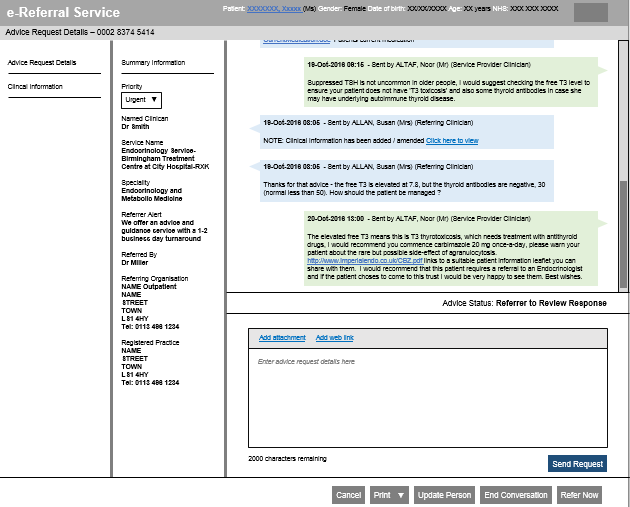 e-Referral Service
Patient: XXXXXXX, Xxxxx (Ms) Gender: Female Date of birth: XX/XX/XXXX Age: XX years NHS: XXX XXX XXXX
Advice Request Details – 0002 8374 5414
Advice Request Details
Clincal Information
Summary Information
Priority
Urgent ▼
Named Clinican
Dr Smith
Service Name
Endocrinology Service-
Birmingham Treatment
Centre at City Hospital-RXK
Speciality
Endocrinology and
Metabolic Medicine
Referrer Alert
We offer an advice and
guidance service with a 1-2
business day turnaround
Referred By
Dr Miller
Referring Organisation
NAME Outpatient
NAME
STREET
TOWN
LS1 4HY
Tel: 0113 496 1234
Registered Practice
NAME
STREET
TOWN
LS1 4HY
Tel: 0113 496 1234
19-Oct-2016 09:15 - Sent by ALTAF, Noor (Mr) (Service Provider Clinician)
Suppressed TSH is not uncommon in older people, I would suggest checking the free T3 level to
ensure your patient does not have 'T3 toxicosis' and also some thyroid antibodies in case she
may have underlying autoimmune thyroid disease.
19-Oct-2016 08:05 - Sent by ALLAN, Susan (Mrs) (Referring Clinician)
NOTE: Clinical information has been added / amended Click here to view
19-Oct-2016 08:05 - Sent by ALLAN, Susan (Mrs) (Referring Clinician)
Thanks for that advice - the free T3 is elevated at 7.8, but the thyroid antibodies are negative, 30
(normal less than 50). How should the patient be managed ?
20-Oct-2016 13:00 - Sent by ALTAF, Noor (Mr) (Service Provider Clinician)
The elevated free T3 means this is T3 thyrotoxicosis, which needs treatment with antithyroid
drugs, I would recommend you commence carbimazole 20 mg once-a-day, please warn your
patient about the rare but possible side-effect of agranulocytosis.
http://www.imperialendo.co.uk/CBZ.pdf links to a suitable patient information leaflet you can
share with them. I would recommend that this patient requires a referral to an Endocrinologist
and if the patient choses to come to this trust I would be very happy to see them. Best wishes.
Advice Status: Referrer to Review Response
Add attachment Add web link
Enter advice request details here
2000 characters remaining
Send Request
Cancel Print ▼ Update Person End Conversation Refer Now